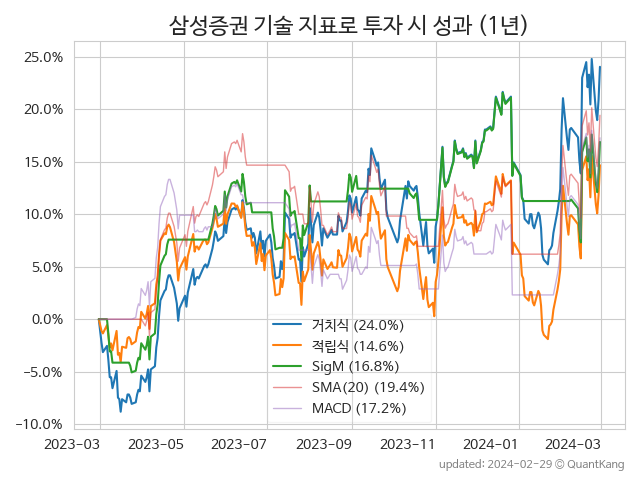 삼성증권 기술 지표로 투자 시 성과 (1년)
25.0%
20.0%
15.0%
10.0%
5.0%
0.0%
−5.0%
−10.0%
거치식 (24.0%)
적립식 (14.6%)
SigM (16.8%)
SMA(20) (19.4%)
MACD (17.2%)
2023-03 2023-05 2023-07 2023-09 2023-11 2024-01 2024-03
updated: 2024-02-29 ⓒ QuantKang